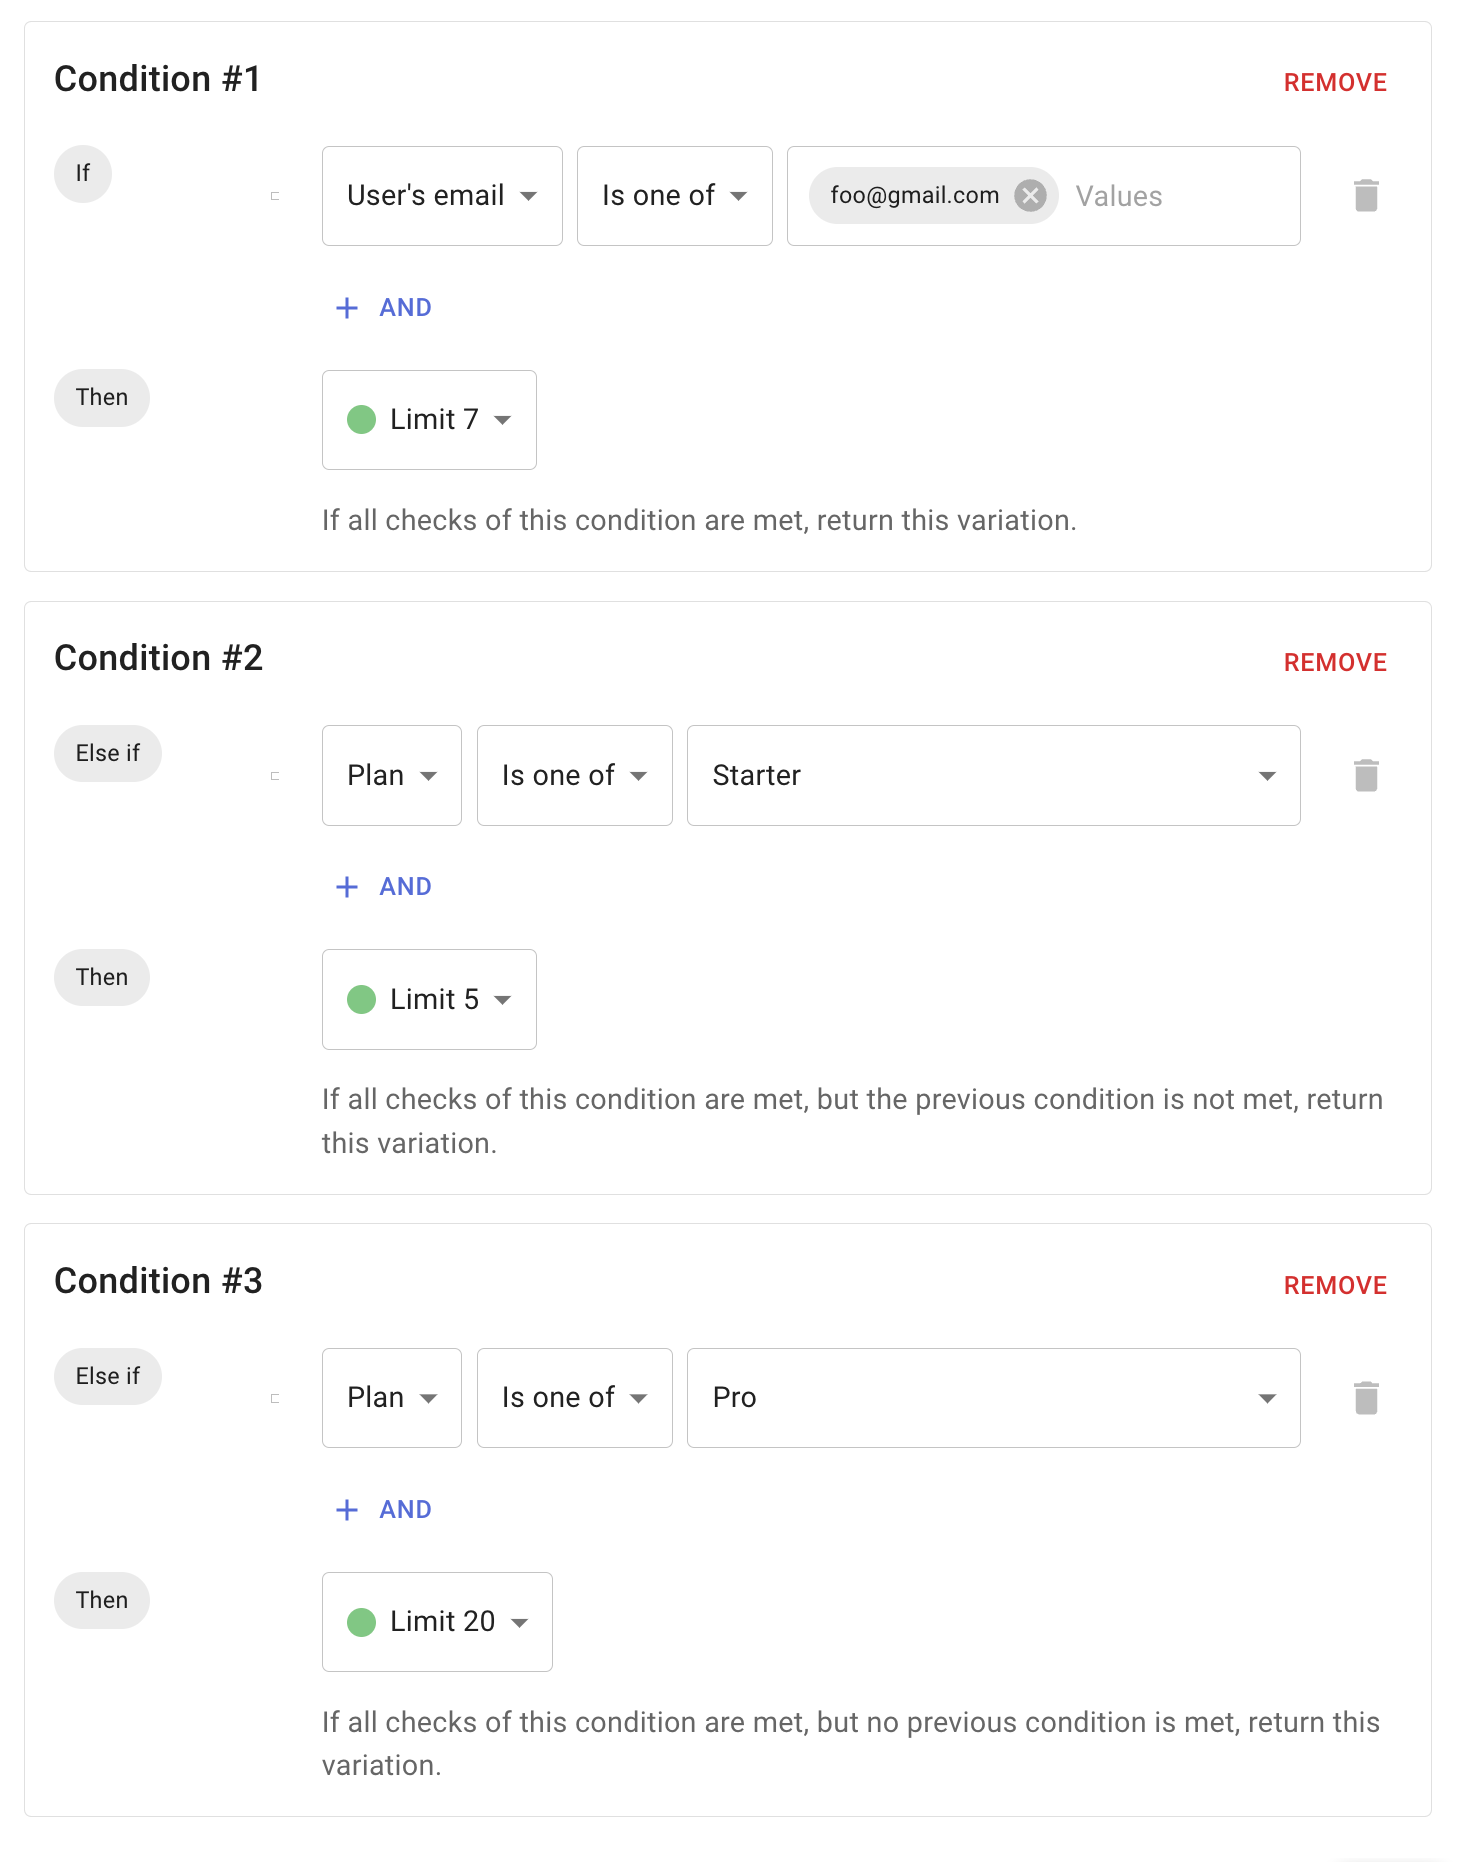 Condition #1
REMOVE
If
User's email
Is one of
foo@gmail.com
Values
AND
Then
Limit 7
If all checks of this condition are met, return this variation.
Condition #2
REMOVE
Else if
Plan
Is one of
Starter
AND
Then
Limit 5
If all checks of this condition are met, but the previous condition is not met, return
this variation.
Condition #3
REMOVE
Else if
Plan
Is one of
Pro
AND
Then
Limit 20
If all checks of this condition are met, but no previous condition is met, return this
variation.